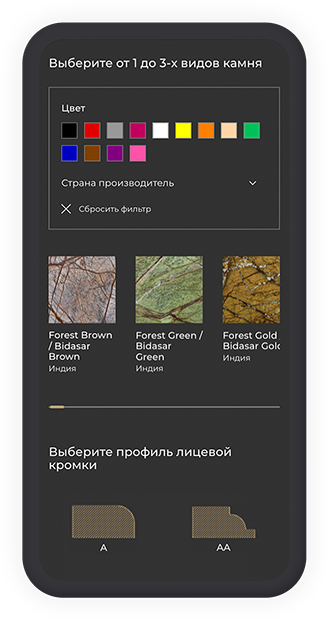 Выберите от 1 до 3-х видов камня
Цвет
Страна производитель
Сбросить фильтр
Forest Brown
/ Bidasar
Brown
Индия
Forest Green /
Bidasar
Green
Индия
Forest Gold
Bidasar Gold
Индия
Выберите профиль лицевой
кромки
A
AA